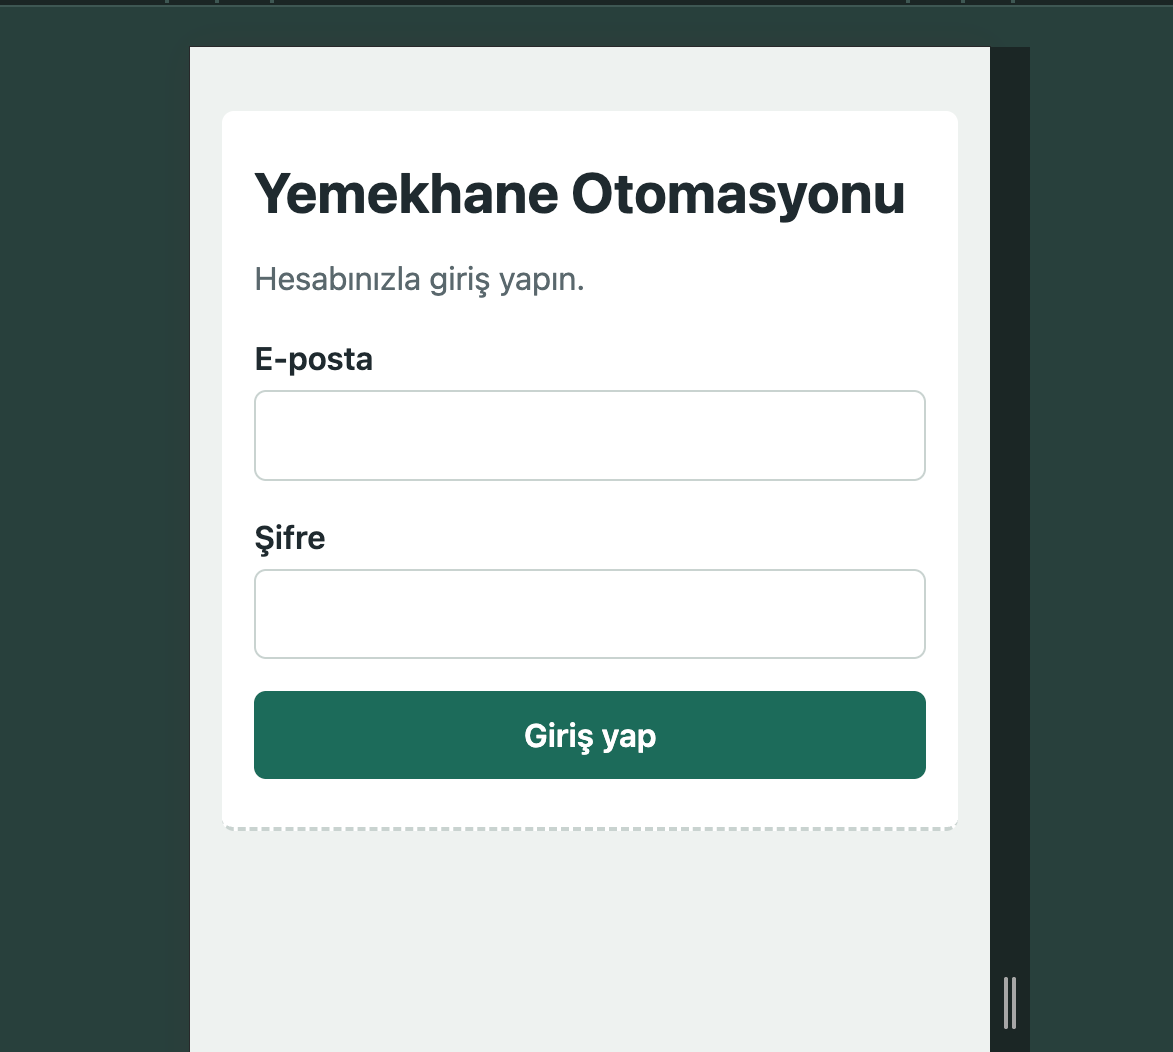 Yemekhane Otomasyonu
Hesabınızla giriş yapın.
E-posta
Şifre
Giriş yap